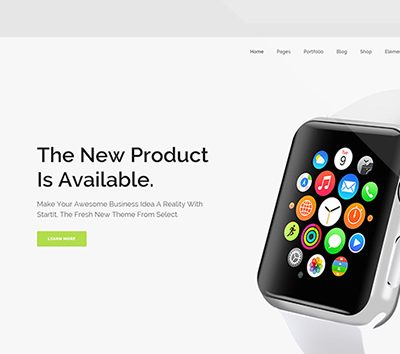 Home Pages Portfolio Blog Shop Eleme
The New Product
Is Available.
Make Your Awesome Business Idea A Reality With
StartIt, The Fresh New Theme From Select.
LEARN MORE
9